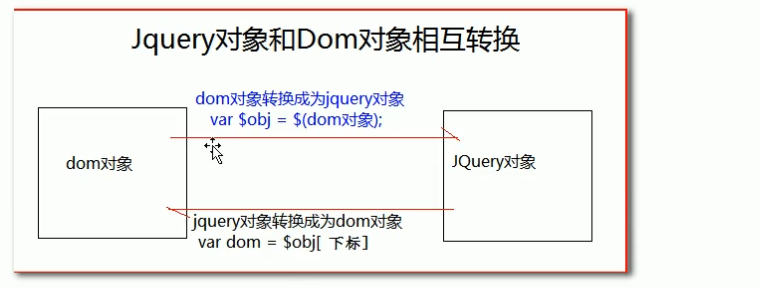 Jquery对象和Dom对象相互转换
dom对象转换成为jquery对象
var $obj = $(dom对象);
dom对象
JQuery对象
jquery对象转换成为dom对象
var dom = $obj[ 下标]